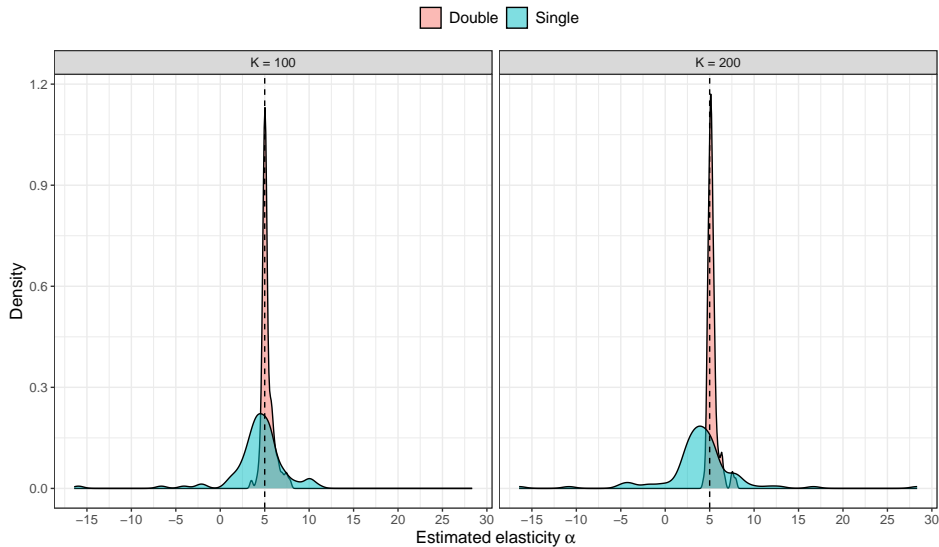 Double Single
K = 100 K = 200
1.2
0.9
0.6
0.3
0.0
Density
−15 −10 −5 0 5 10 15 20 25 30 −15 −10 −5 0 5 10 15 20 25 30
Estimated elasticity α